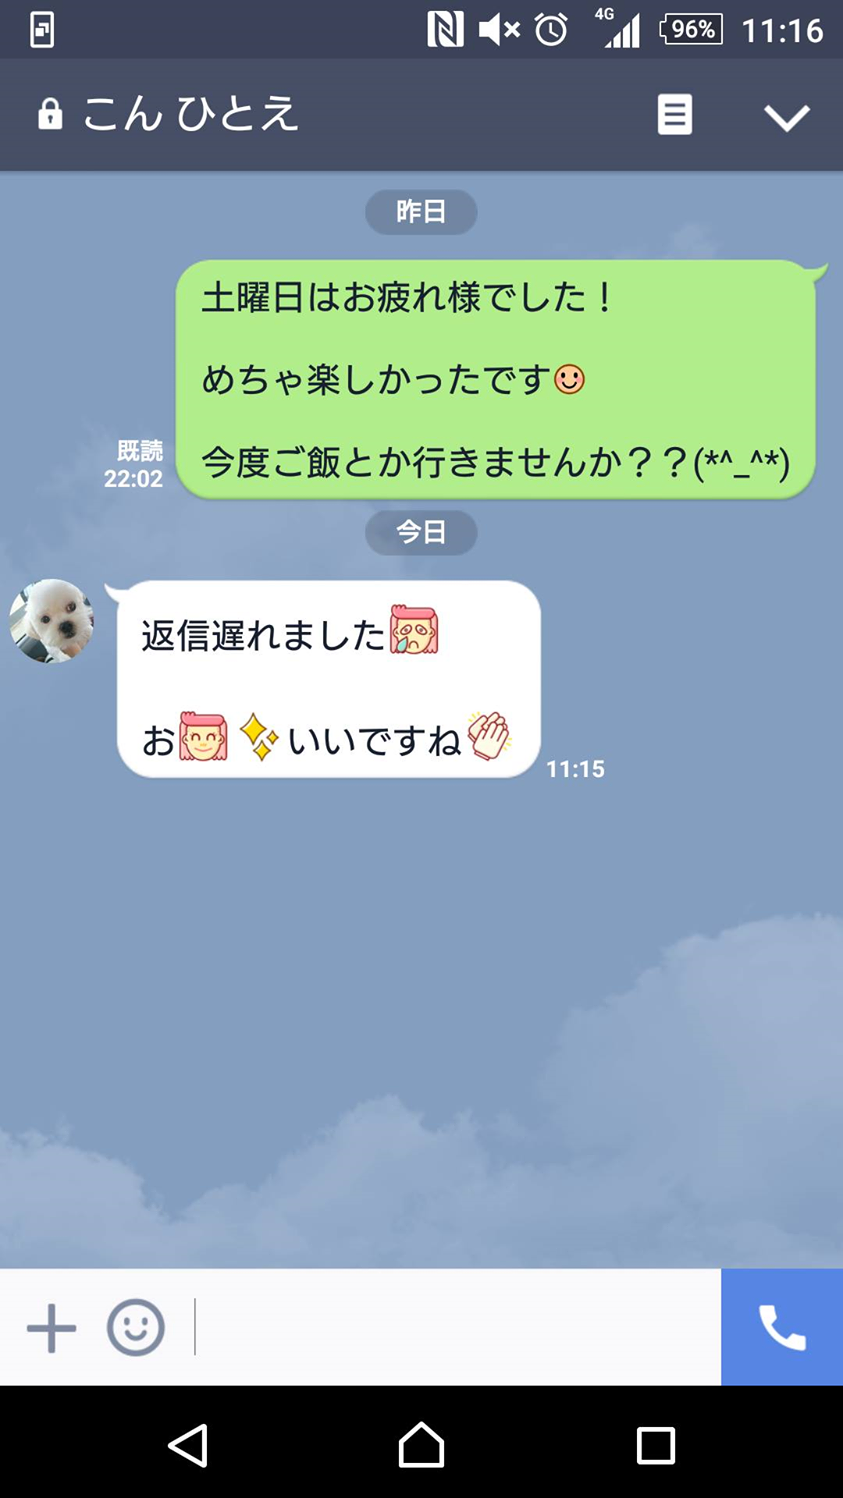 4G 96% 11:16
こん ひとえ
昨日
土曜日はお疲れ様でした！
めちゃ楽しかったです
今度ご飯とか行きませんか？？(*^_^*)
既読
22:02
今日
返信遅れました
お いいですね
11:15